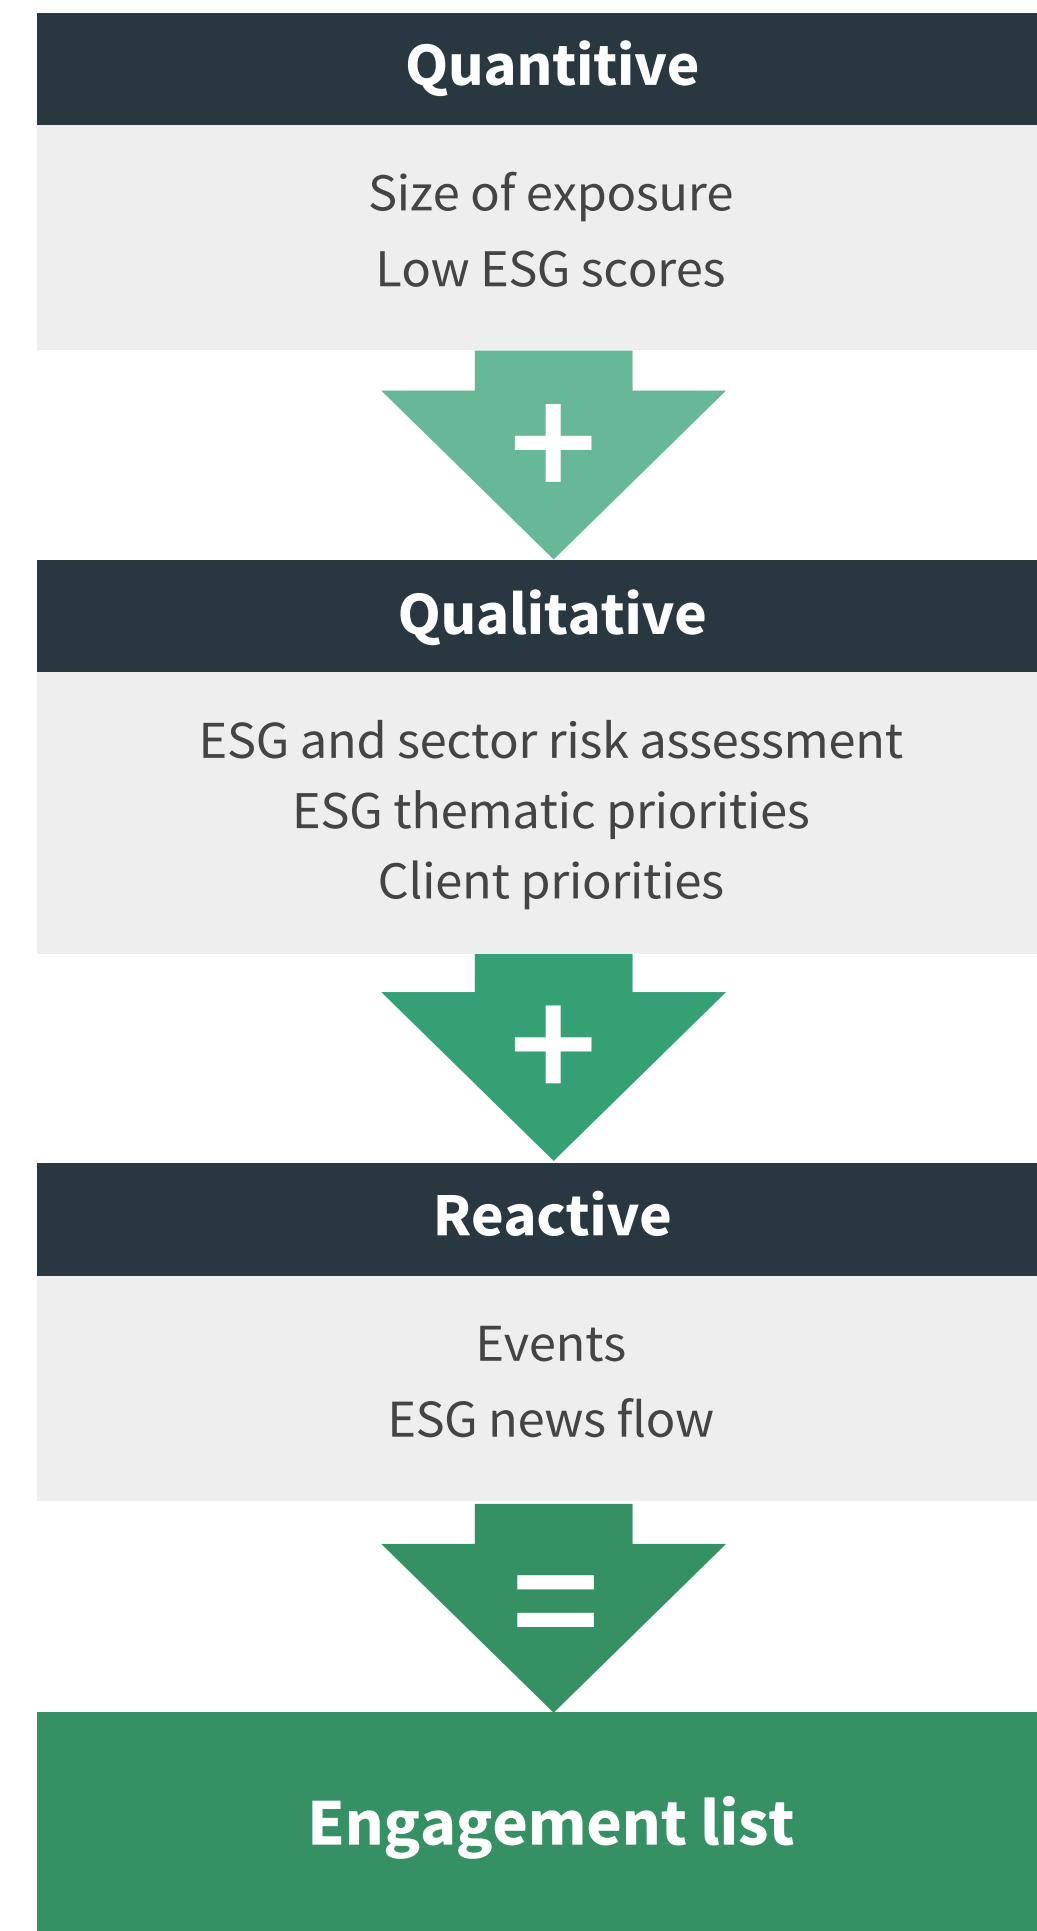 Quantitive
Size of exposure
Low ESG scores
+
Qualitative
ESG and sector risk assessment
ESG thematic priorities
Client priorities
+
Reactive
Events
ESG news flow
=
Engagement list